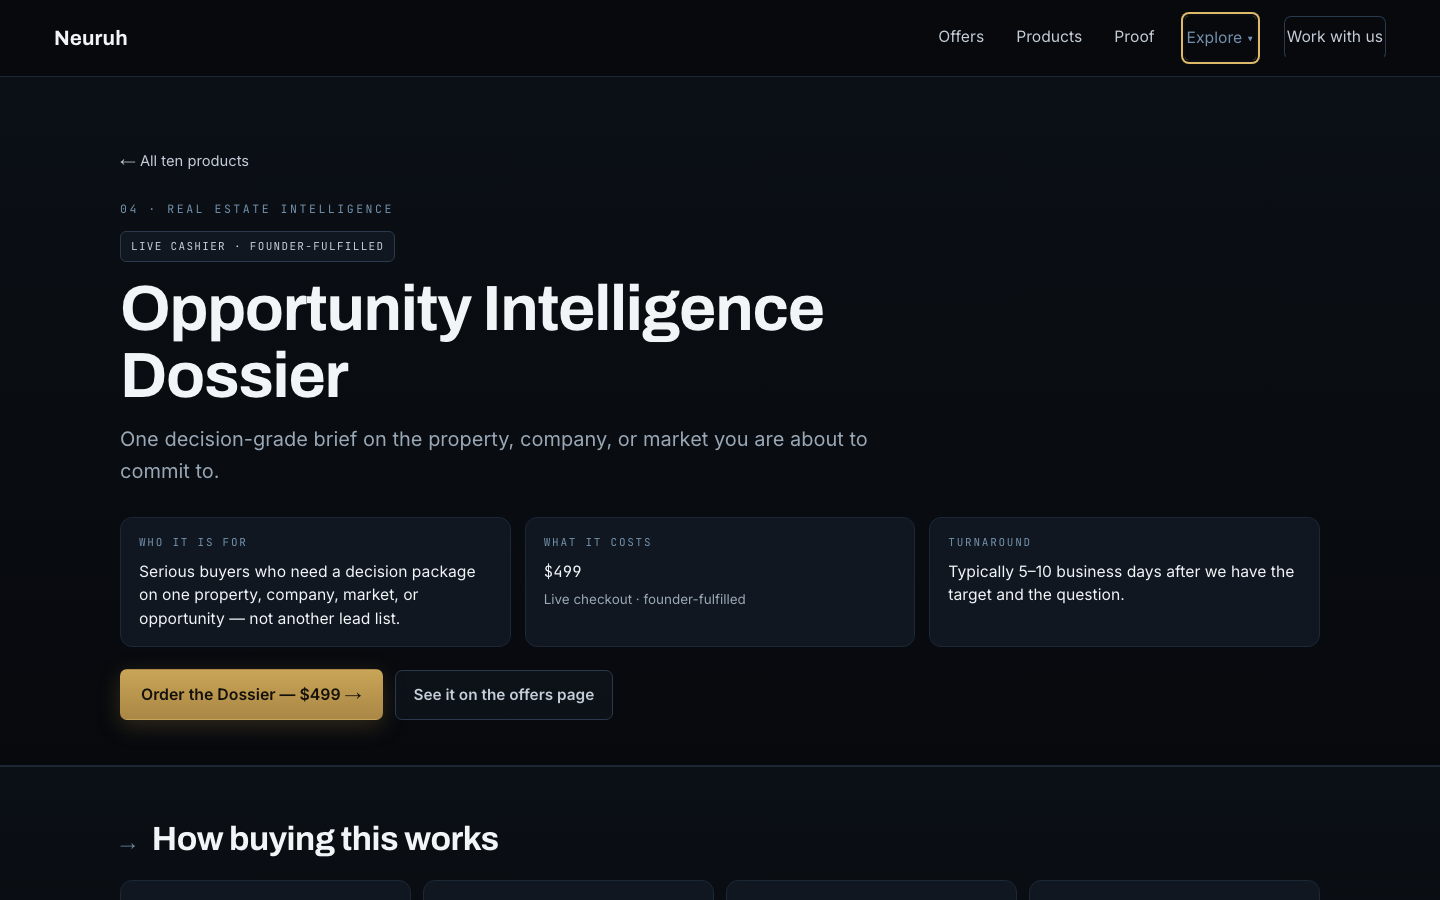 Neuruh
Offers
Products
Proof
Explore ▾
Work with us
← All ten products
04 · REAL ESTATE INTELLIGENCE
LIVE CASHIER · FOUNDER-FULFILLED
Opportunity Intelligence
Dossier
One decision-grade brief on the property, company, or market you are about to
commit to.
WHO IT IS FOR
Serious buyers who need a decision package
on one property, company, market, or
opportunity — not another lead list.
WHAT IT COSTS
$499
Live checkout · founder-fulfilled
TURNAROUND
Typically 5–10 business days after we have the
target and the question.
Order the Dossier — $499 →
See it on the offers page
→ How buying this works